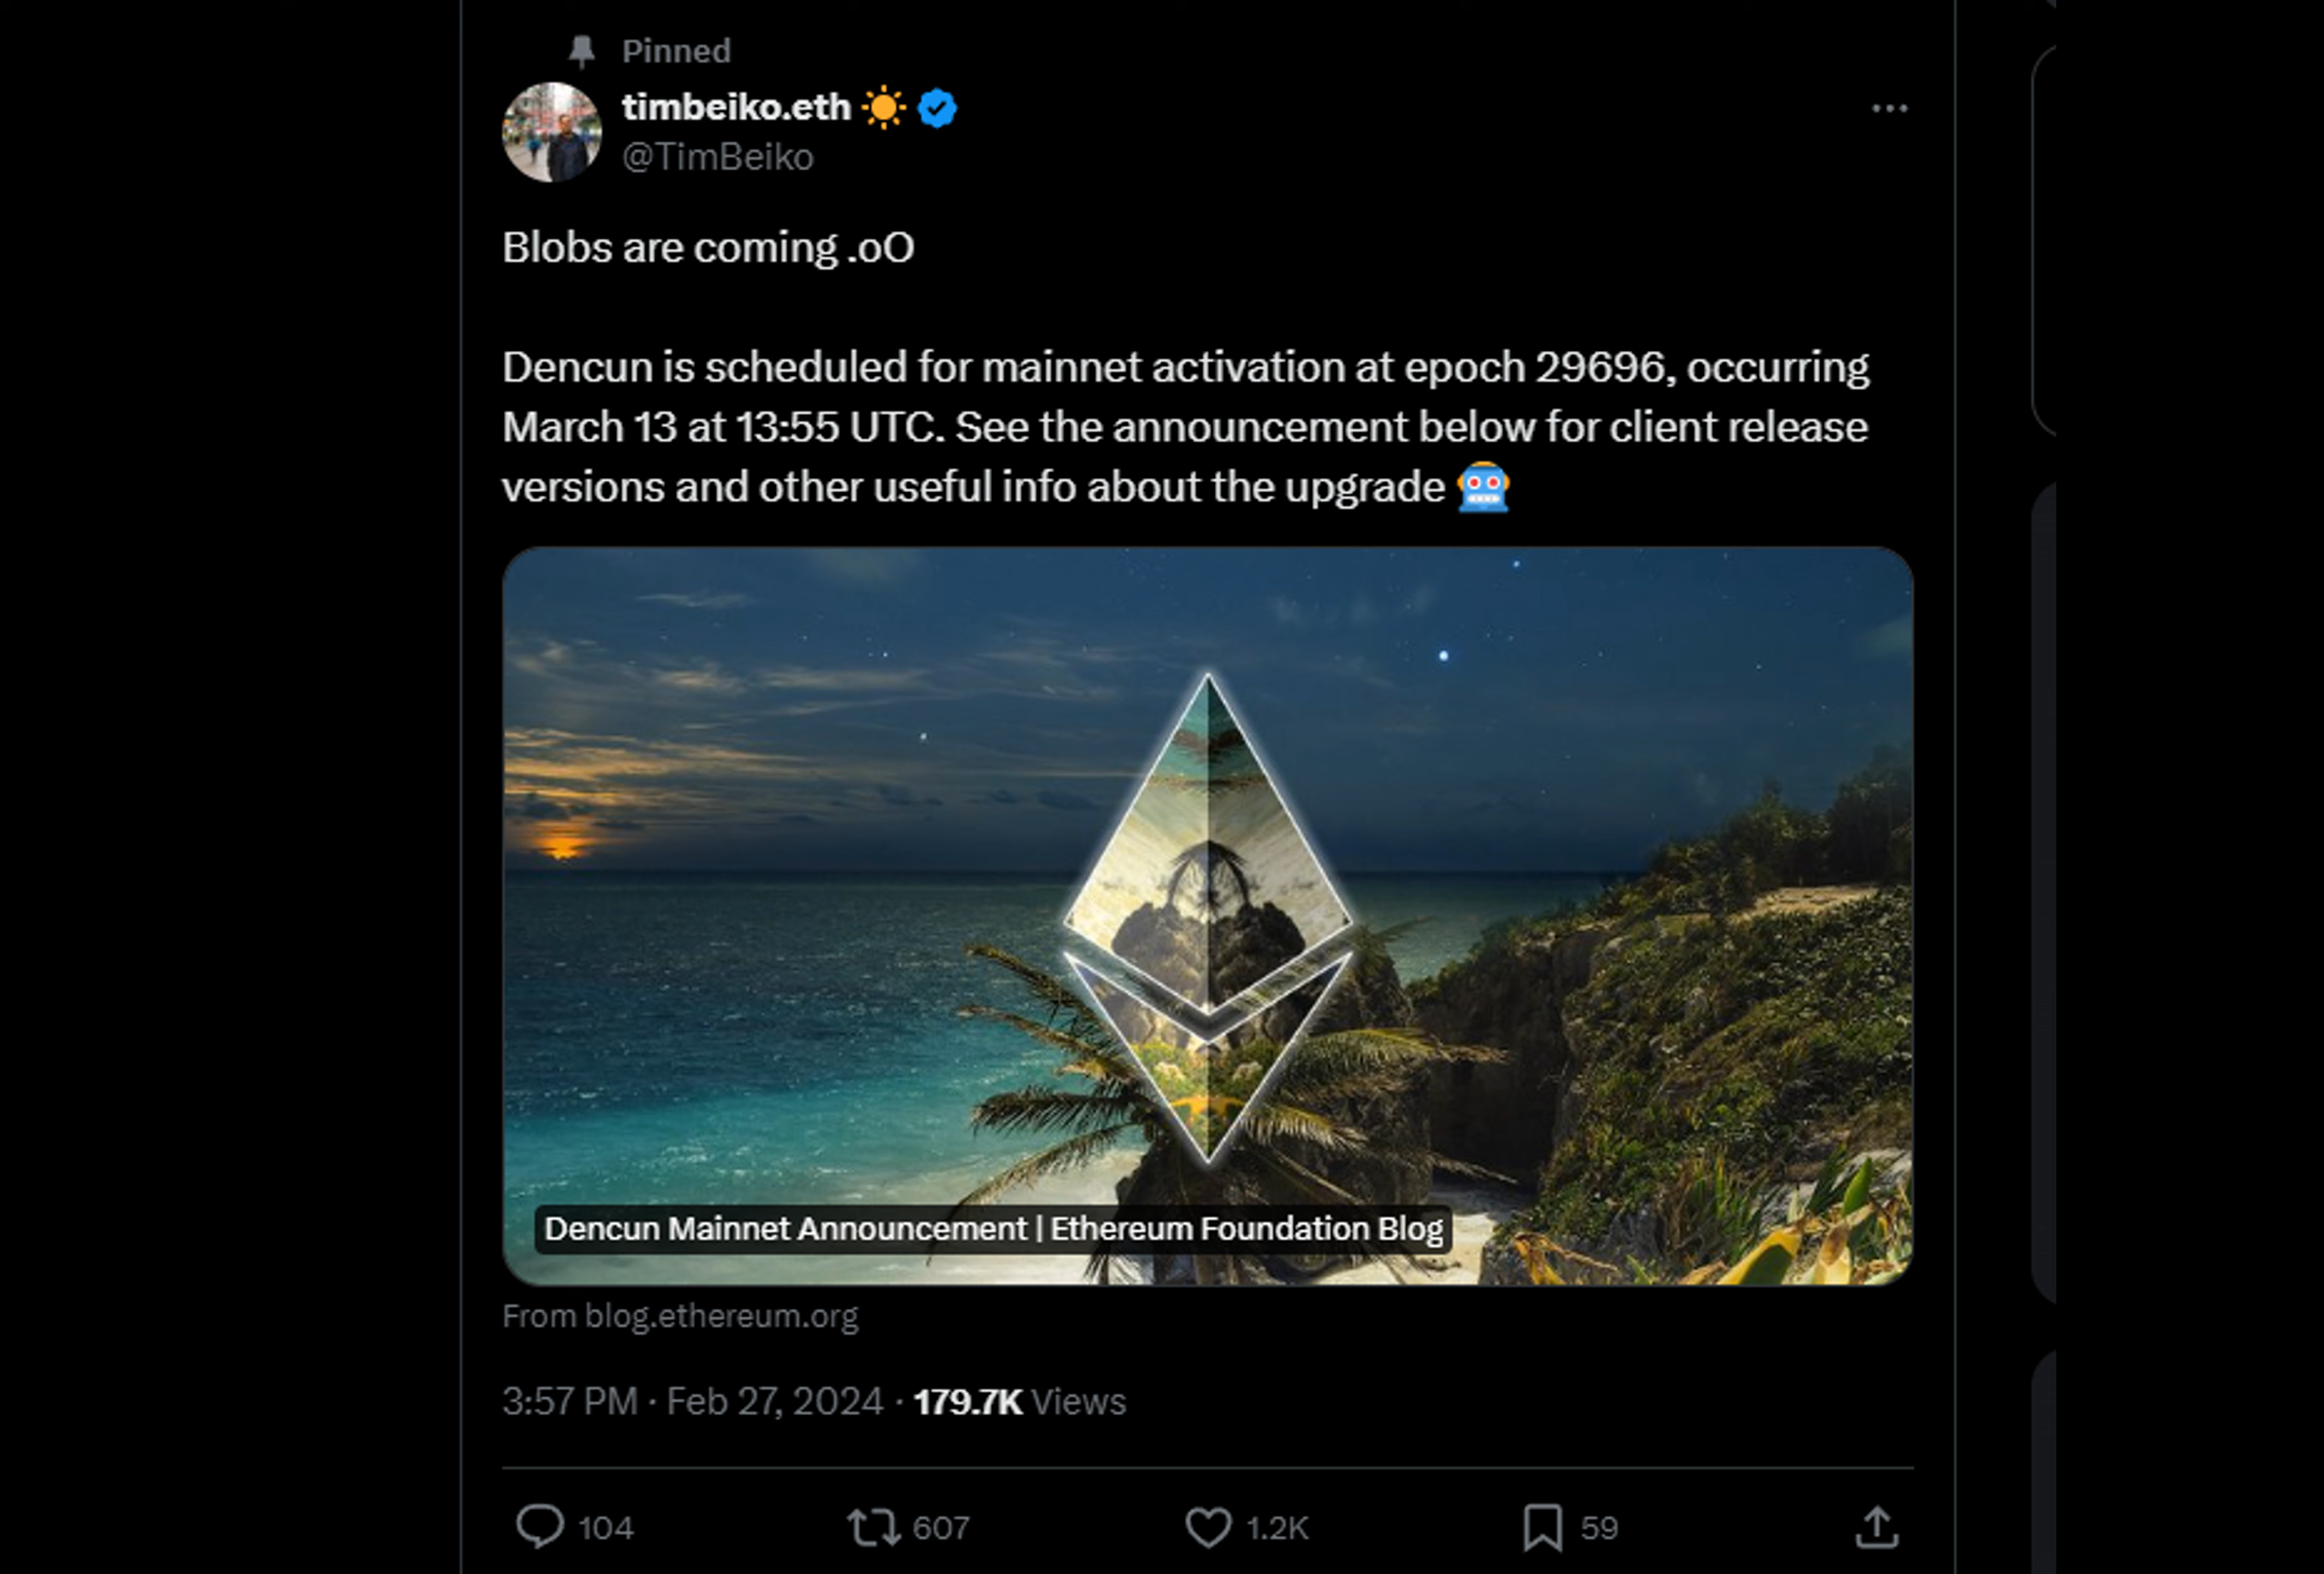 Pinned
timbeiko.eth
@TimBeiko
Blobs are coming .oO
Dencun is scheduled for mainnet activation at epoch 29696, occurring
March 13 at 13:55 UTC. See the announcement below for client release
versions and other useful info about the upgrade
Dencun Mainnet Announcement | Ethereum Foundation Blog
From blog.ethereum.org
3:57 PM · Feb 27, 2024 · 179.7K Views
104 607 1.2K 59